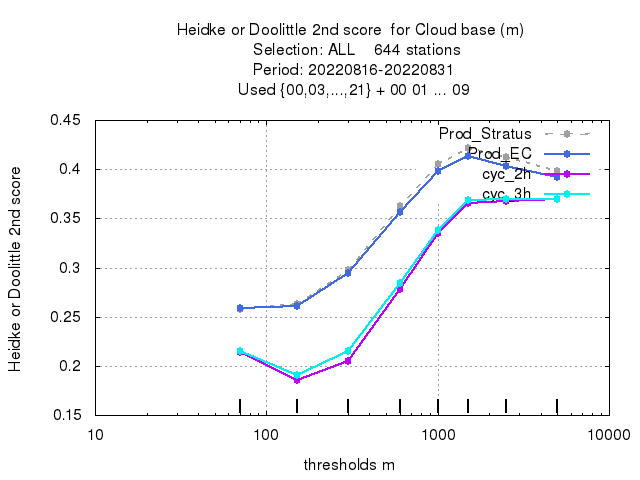 Heidke or Doolittle 2nd score  for Cloud base (m)
Selection: ALL    644 stations
Period: 20220816-20220831
Used {00,03,...,21} + 00 01 ... 09
Heidke or Doolittle 2nd score
0.45
0.4
0.35
0.3
0.25
0.2
0.15
Prod_Stratus
Prod_EC
cyc_2h
cyc_3h
10
100
1000
10000
thresholds m